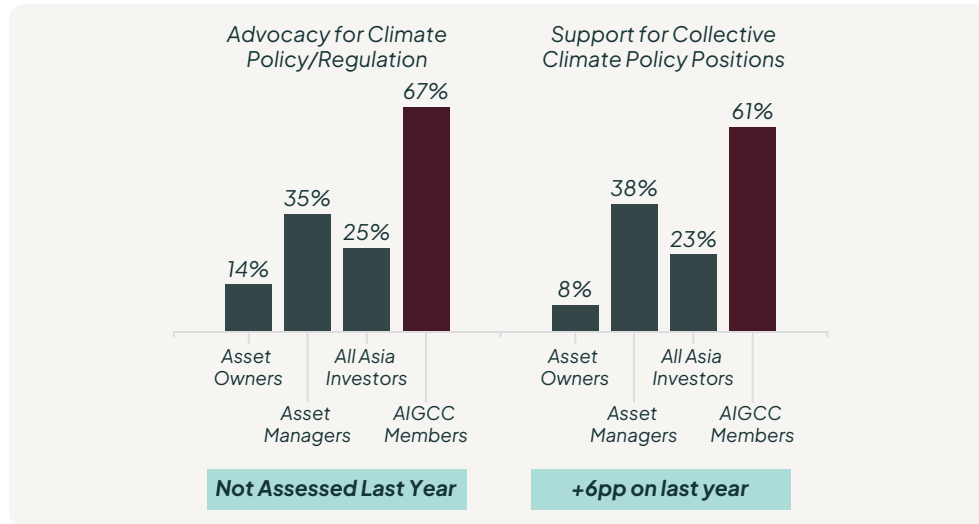 Advocacy for Climate
Policy/Regulation
67%
35%
25%
14%
Asset
Owners
All Asia
Investors
Asset
Managers
AIGCC
Members
Not Assessed Last Year
Support for Collective
Climate Policy Positions
61%
38%
23%
8%
Asset
Owners
All Asia
Investors
Asset
Managers
AIGCC
Members
+6pp on last year